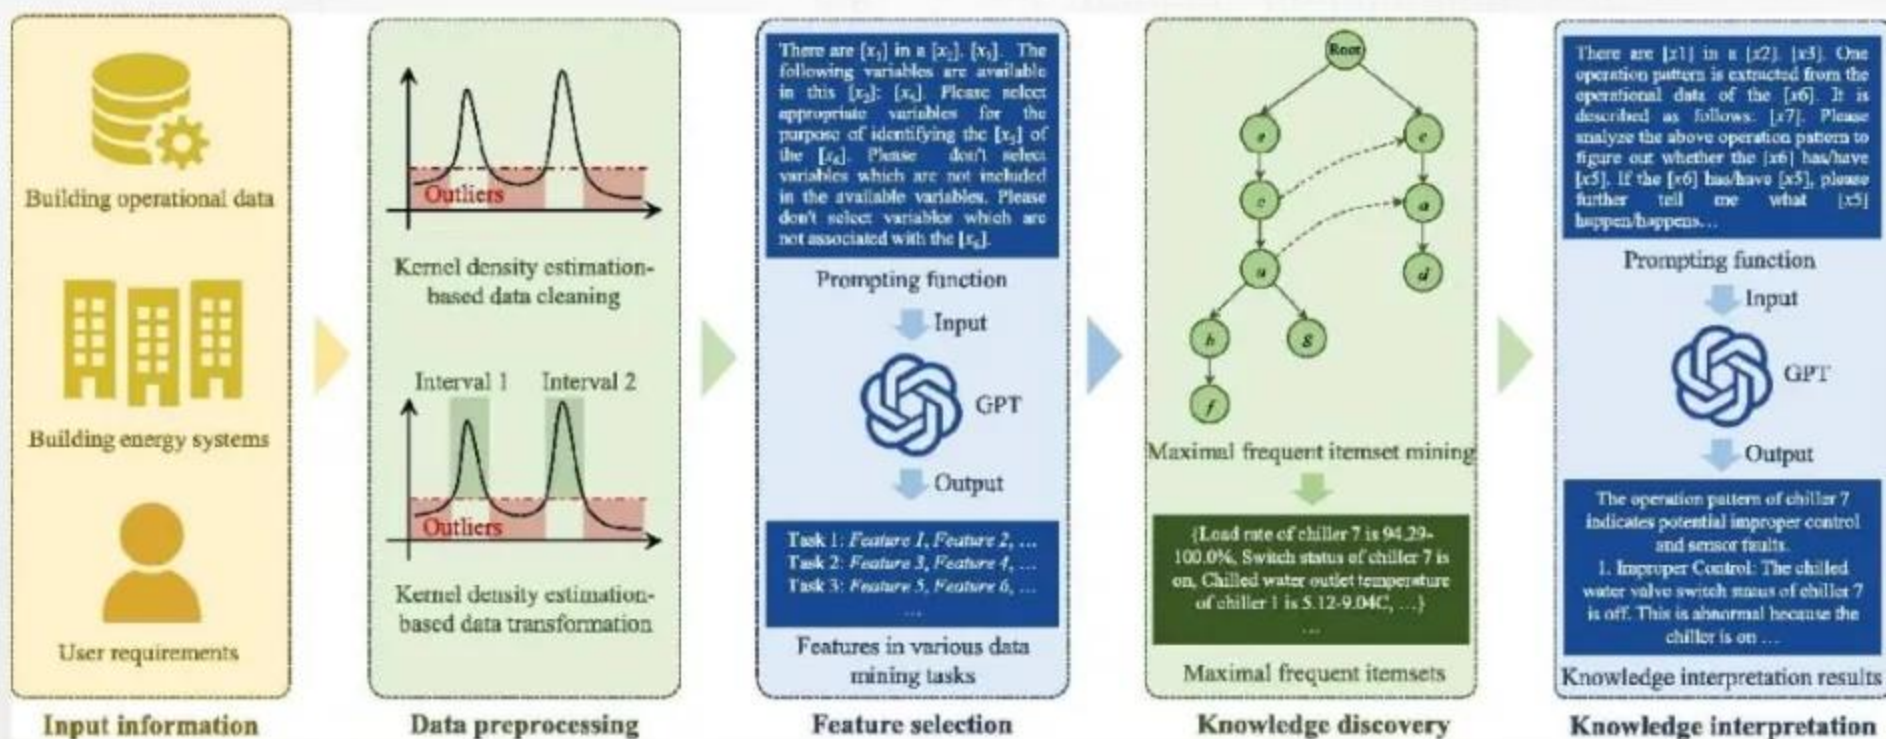 Building operational data
Building energy systems
User requirements
Input information
Outliers
Kernel density estimation-
based data cleaning
Interval 1 Interval 2
Outliers
Kernel density estimation-
based data transformation
Data preprocessing
There are [x₁] in a [x₂]. [x₃]. The
following variables are available
in this [x₂]: [x₄]. Please select
appropriate variables for the
purpose of identifying the [x₅] of
the [x₆]. Please don't select
variables which are not included
in the available variables. Please
don't select variables which are
not associated with the [x₆].
Prompting function
Input
GPT
Output
Task 1: Feature 1, Feature 2, ...
Task 2: Feature 3, Feature 4, ...
Task 3: Feature 5, Feature 6, ...
...
Features in various data
mining tasks
Feature selection
Root
e
c
c
a
a
d
h
g
f
Maximal frequent itemset mining
{Load rate of chiller 7 is 94.29-
100.0%, Switch status of chiller 7 is
on, Chilled water outlet temperature
of chiller 1 is 5.12-9.04C, ...}
...
Maximal frequent itemsets
Knowledge discovery
There are [x1] in a [x2]. [x3]. One
operation pattern is extracted from the
operational data of the [x6]. It is
described as follows: [x7]. Please
analyze the above operation pattern to
figure out whether the [x6] has/have
[x5]. If the [x6] has/have [x5], please
further tell me what [x5]
happen/happens...
Prompting function
Input
GPT
Output
The operation pattern of chiller 7
indicates potential improper control
and sensor faults.
1. Improper Control: The chilled
water valve switch status of chiller 7
is off. This is abnormal because the
chiller is on ...
Knowledge interpretation results
Knowledge interpretation